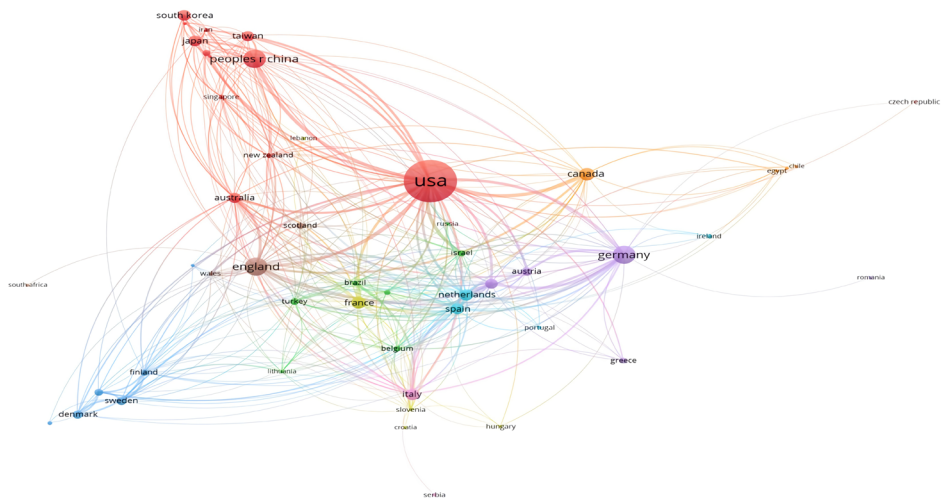 south korea
iran
japan
taiwan
peoples r china
singapore
czech republic
lebanon
new zealand
chile
egypt
canada
usa
australia
scotland
russia
ireland
israel
germany
england
wales
austria
romania
south africa
brazil
netherlands
turkey
france
spain
portugal
belgium
greece
finland
lithuania
italy
sweden
denmark
slovenia
croatia
hungary
serbia